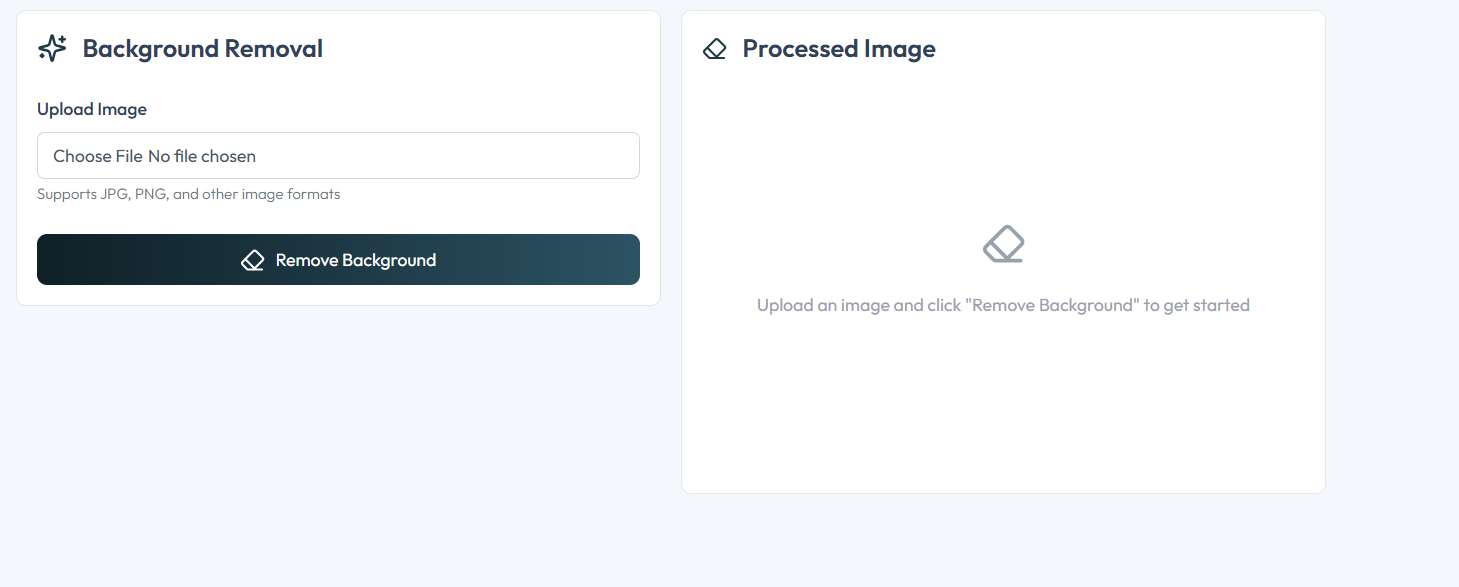 Background Removal
Upload Image
Choose File No file chosen
Supports JPG, PNG, and other image formats
Remove Background
Processed Image
Upload an image and click "Remove Background" to get started